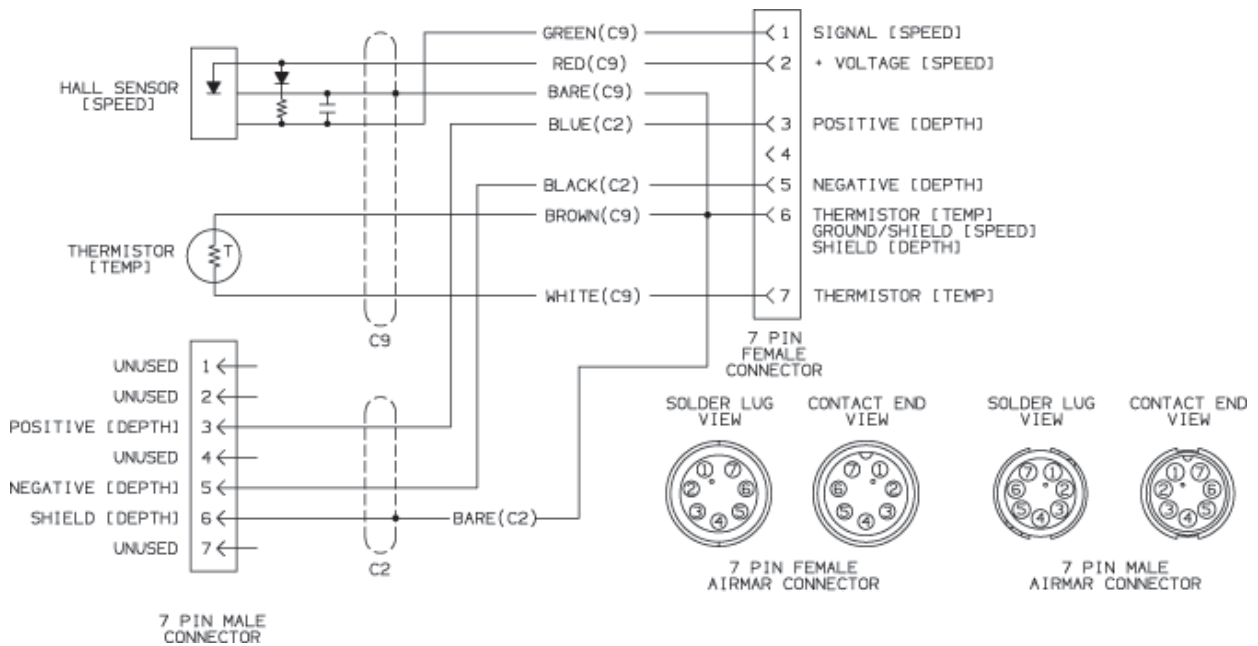 GREEN(C9)
1 SIGNAL [SPEED]
RED(C9)
2 + VOLTAGE [SPEED]
HALL SENSOR
[SPEED]
BARE(C9)
BLUE(C2)
3 POSITIVE [DEPTH]
4
BLACK(C2)
5 NEGATIVE [DEPTH]
BROWN(C9)
6 THERMISTOR [TEMP]
GROUND/SHIELD [SPEED]
SHIELD [DEPTH]
THERMISTOR
[TEMP]
T
WHITE(C9)
7 THERMISTOR [TEMP]
C9
7 PIN
FEMALE
CONNECTOR
UNUSED 1
UNUSED 2
POSITIVE [DEPTH] 3
UNUSED 4
NEGATIVE [DEPTH] 5
SHIELD [DEPTH] 6
UNUSED 7
BARE(C2)
C2
7 PIN MALE
CONNECTOR
SOLDER LUG
VIEW
CONTACT END
VIEW
SOLDER LUG
VIEW
CONTACT END
VIEW
1 7
2 6
3 4 5
7 1
6 2
5 4 3
7 1
6 2
5 4 3
1 7
2 6
3 4 5
7 PIN FEMALE
AIRMAR CONNECTOR
7 PIN MALE
AIRMAR CONNECTOR